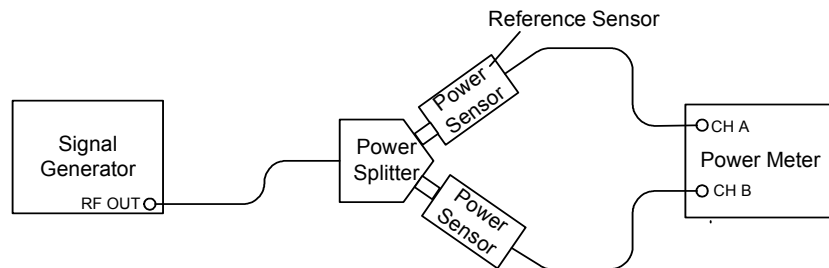 Reference Sensor
Power
Sensor
Signal
Generator
RF OUT
Power
Splitter
CH A
Power Meter
CH B
Power
Sensor